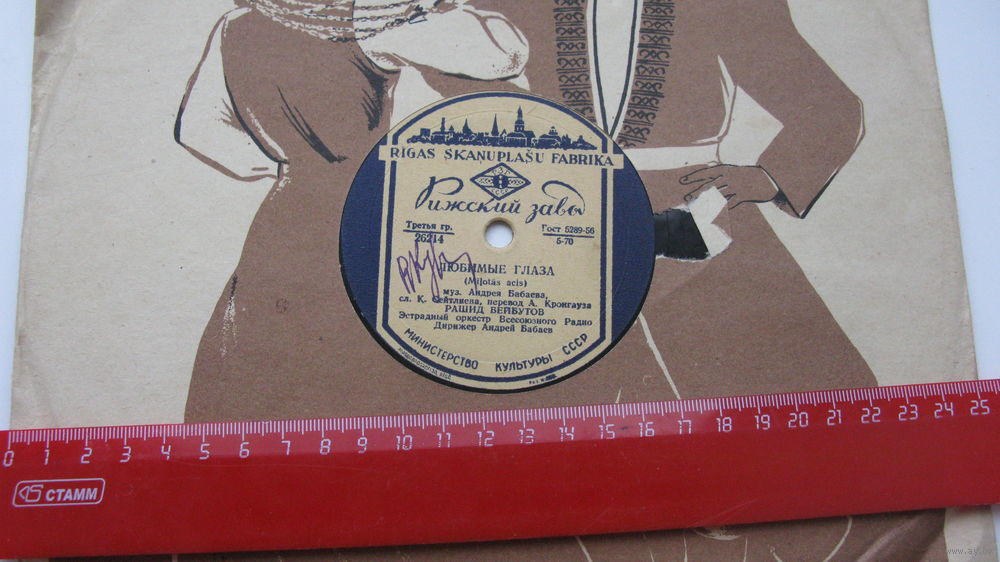 RIGAS SKAŅUPLAŠU FABRIKA
Рижский завод
Третья гр.
26214
Гост 5289-56
5-70
ЛЮБИМЫЕ ГЛАЗА
(Miļotās acis)
муз. Андрея Бабаева,
сл. К. Сейтлиева, перевод А. Кронгауза
РАШИД БЕЙБУТОВ
Эстрадный оркестр Всесоюзного Радио
Дирижер Андрей Бабаев
МИНИСТЕРСТВО КУЛЬТУРЫ СССР
0 1 2 3 4 5 6 7 8 9 10 11 12 13 14 15 16 17 18 19 20 21 22 23 24 25
СТАММ